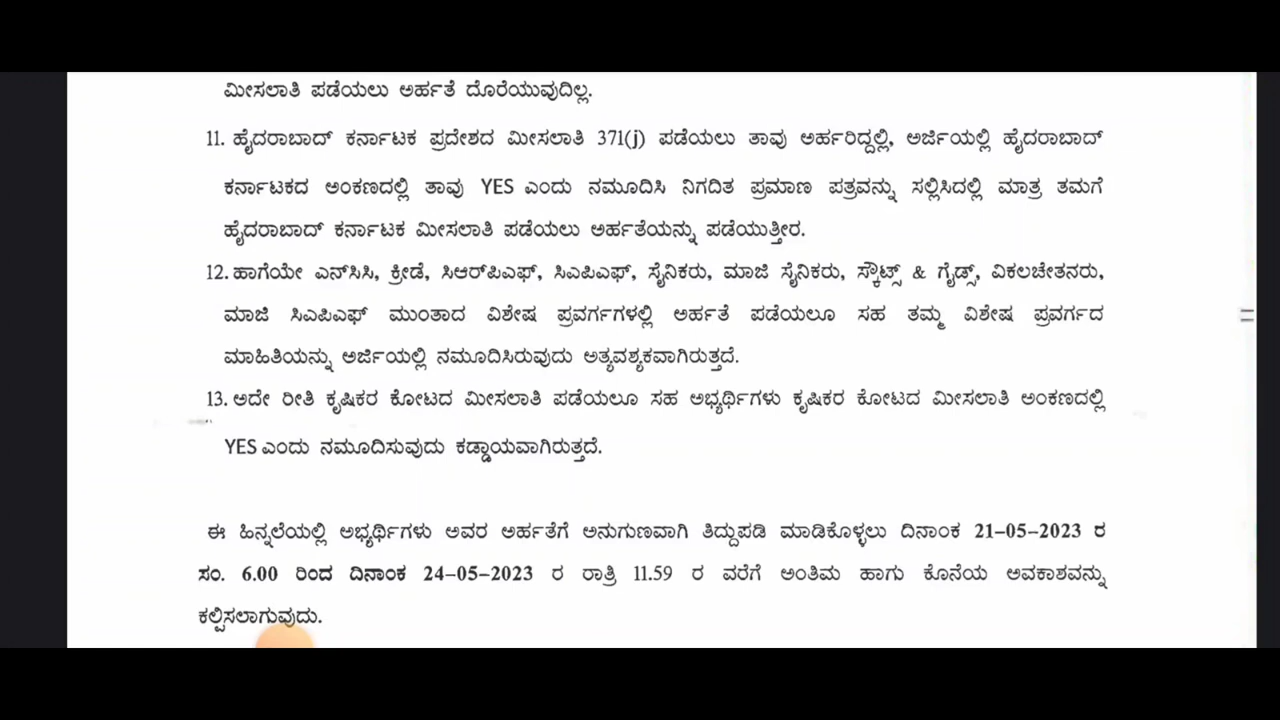 ಮೀಸಲಾತಿ ಪಡೆಯಲು ಅರ್ಹತೆ ದೊರೆಯುವುದಿಲ್ಲ.
11. ಹೈದರಾಬಾದ್ ಕರ್ನಾಟಕ ಪ್ರದೇಶದ ಮೀಸಲಾತಿ 371(j) ಪಡೆಯಲು ತಾವು ಅರ್ಹರಿದ್ದಲ್ಲಿ, ಅರ್ಜಿಯಲ್ಲಿ ಹೈದರಾಬಾದ್
ಕರ್ನಾಟಕದ ಅಂಕಣದಲ್ಲಿ ತಾವು YES ಎಂದು ನಮೂದಿಸಿ ನಿಗದಿತ ಪ್ರಮಾಣ ಪತ್ರವನ್ನು ಸಲ್ಲಿಸಿದಲ್ಲಿ ಮಾತ್ರ ತಮಗೆ
ಹೈದರಾಬಾದ್ ಕರ್ನಾಟಕ ಮೀಸಲಾತಿ ಪಡೆಯಲು ಅರ್ಹತೆಯನ್ನು ಪಡೆಯುತ್ತೀರ.
12. ಹಾಗೆಯೇ ಎನ್‌ಸಿಸಿ, ಕ್ರೀಡೆ, ಸಿಆರ್‌ಪಿಎಫ್, ಸಿಎಪಿಎಫ್, ಸೈನಿಕರು, ಮಾಜಿ ಸೈನಿಕರು, ಸ್ಕೌಟ್ಸ್ & ಗೈಡ್ಸ್, ವಿಕಲಚೇತನರು,
ಮಾಜಿ ಸಿಎಪಿಎಫ್ ಮುಂತಾದ ವಿಶೇಷ ಪ್ರವರ್ಗಗಳಲ್ಲಿ ಅರ್ಹತೆ ಪಡೆಯಲೂ ಸಹ ತಮ್ಮ ವಿಶೇಷ ಪ್ರವರ್ಗದ
ಮಾಹಿತಿಯನ್ನು ಅರ್ಜಿಯಲ್ಲಿ ನಮೂದಿಸಿರುವುದು ಅತ್ಯವಶ್ಯಕವಾಗಿರುತ್ತದೆ.
13. ಅದೇ ರೀತಿ ಕೃಷಿಕರ ಕೋಟದ ಮೀಸಲಾತಿ ಪಡೆಯಲೂ ಸಹ ಅಭ್ಯರ್ಥಿಗಳು ಕೃಷಿಕರ ಕೋಟದ ಮೀಸಲಾತಿ ಅಂಕಣದಲ್ಲಿ
YES ಎಂದು ನಮೂದಿಸುವುದು ಕಡ್ಡಾಯವಾಗಿರುತ್ತದೆ.
ಈ ಹಿನ್ನಲೆಯಲ್ಲಿ ಅಭ್ಯರ್ಥಿಗಳು ಅವರ ಅರ್ಹತೆಗೆ ಅನುಗುಣವಾಗಿ ತಿದ್ದುಪಡಿ ಮಾಡಿಕೊಳ್ಳಲು ದಿನಾಂಕ 21-05-2023 ರ
ಸಂ. 6.00 ರಿಂದ ದಿನಾಂಕ 24-05-2023 ರ ರಾತ್ರಿ 11.59 ರ ವರೆಗೆ ಅಂತಿಮ ಹಾಗು ಕೊನೆಯ ಅವಕಾಶವನ್ನು
ಕಲ್ಪಿಸಲಾಗುವುದು.